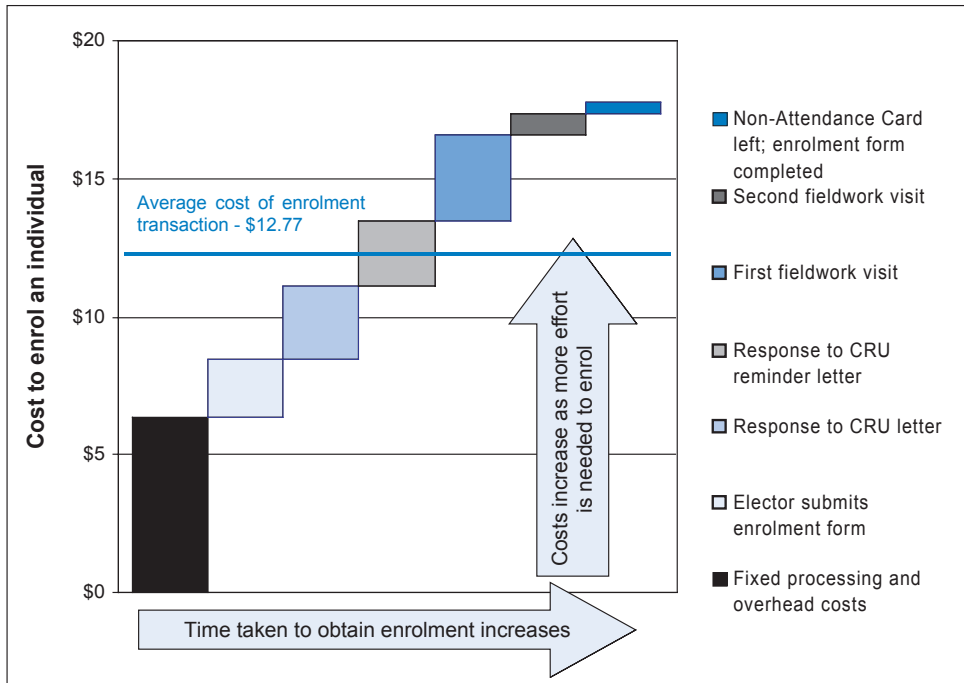 $20
$15
$10
$5
$0
Cost to enrol an individual
Average cost of enrolment
transaction - $12.77
Costs increase as more effort
is needed to enrol
Time taken to obtain enrolment increases
Non-Attendance Card
left; enrolment form
completed
Second fieldwork visit
First fieldwork visit
Response to CRU
reminder letter
Response to CRU letter
Elector submits
enrolment form
Fixed processing and
overhead costs